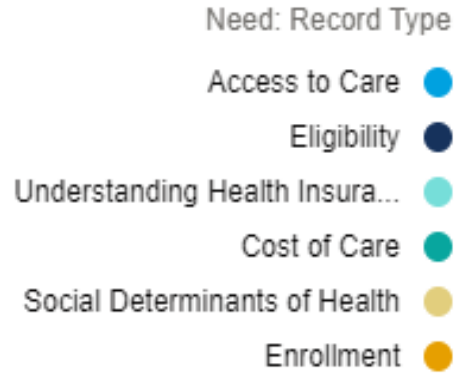 Need: Record Type
Access to Care
Eligibility
Understanding Health Insura...
Cost of Care
Social Determinants of Health
Enrollment